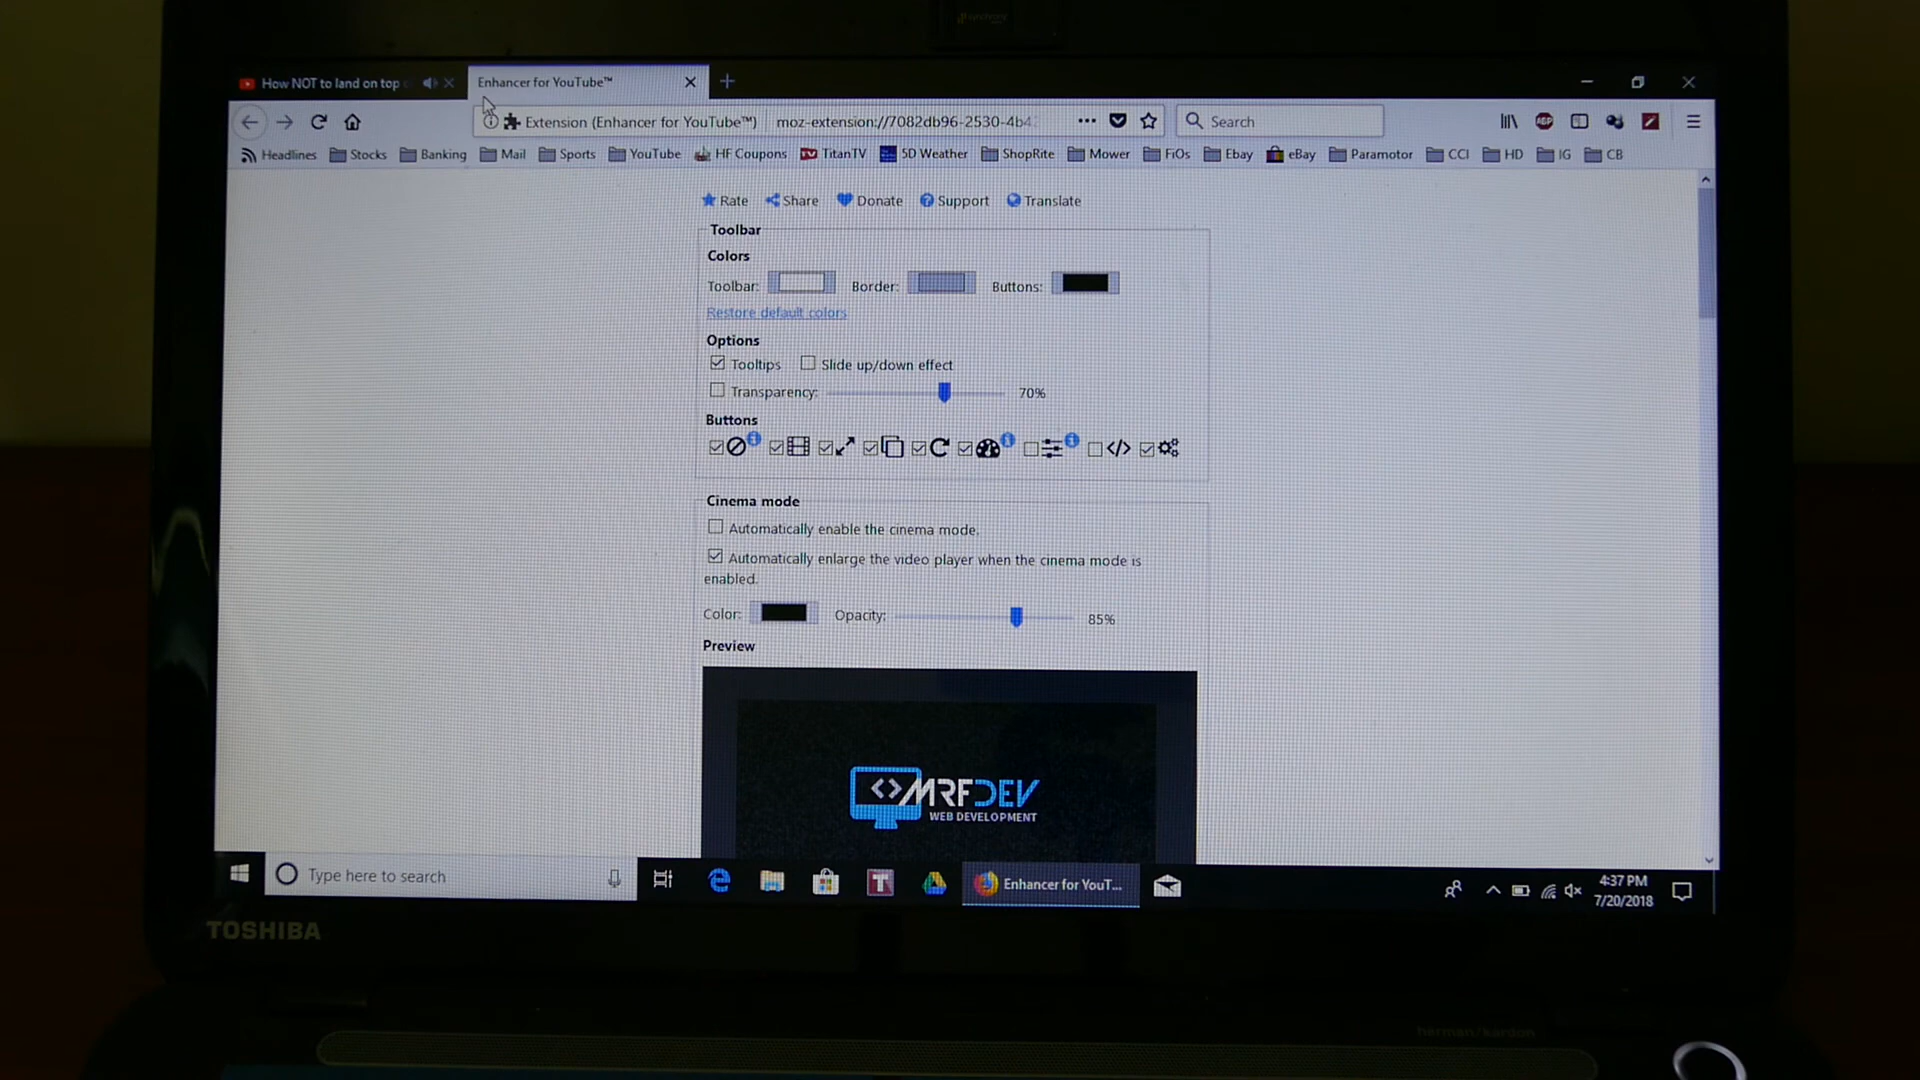 How NOT to land on top
Enhancer for YouTube™
Extension (Enhancer for YouTube™) moz-extension://7082db96-2530-4b4
Search
ABP
Headlines Stocks Banking Mail Sports YouTube HF Coupons TV TitanTV 5D Weather ShopRite Mower FiOs Ebay eBay Paramotor CCI HD IG CB
Rate Share Donate Support Translate
Toolbar
Colors
Toolbar: Border: Buttons:
Restore default colors
Options
Tooltips Slide up/down effect
Transparency: 70%
Buttons
Cinema mode
Automatically enable the cinema mode.
Automatically enlarge the video player when the cinema mode is
enabled.
Color: Opacity: 85%
Preview
MRFDEV
WEB DEVELOPMENT
Type here to search
T
Enhancer for YouT...
4:37 PM
7/20/2018
TOSHIBA
harman/kardon